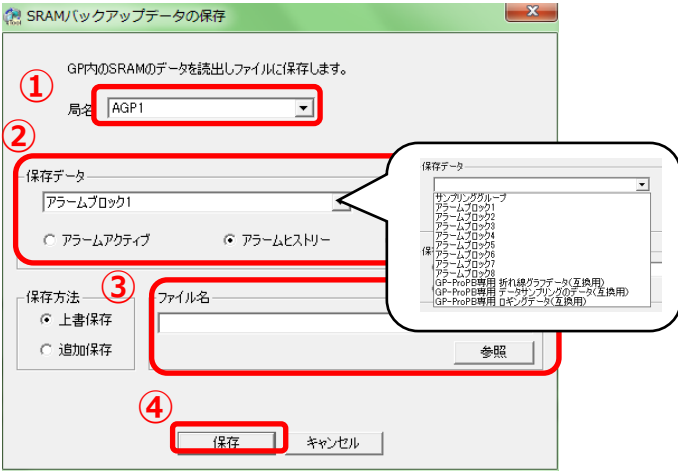 SRAMバックアップデータの保存
GP内のSRAMのデータを読出しファイルに保存します。
①
局名 AGP1
②
保存データ
アラームブロック1
アラームアクティブ アラームヒストリー
保存データ
サンプリンググループ
アラームブロック1
アラームブロック2
アラームブロック3
アラームブロック4
アラームブロック5
アラームブロック6
アラームブロック7
アラームブロック8
GP-ProPB専用 折れ線グラフデータ(互換用)
GP-ProPB専用 データサンプリングのデータ(互換用)
GP-ProPB専用 ロギングデータ(互換用)
保存方法
上書保存
追加保存
③
ファイル名
参照
④
保存 キャンセル